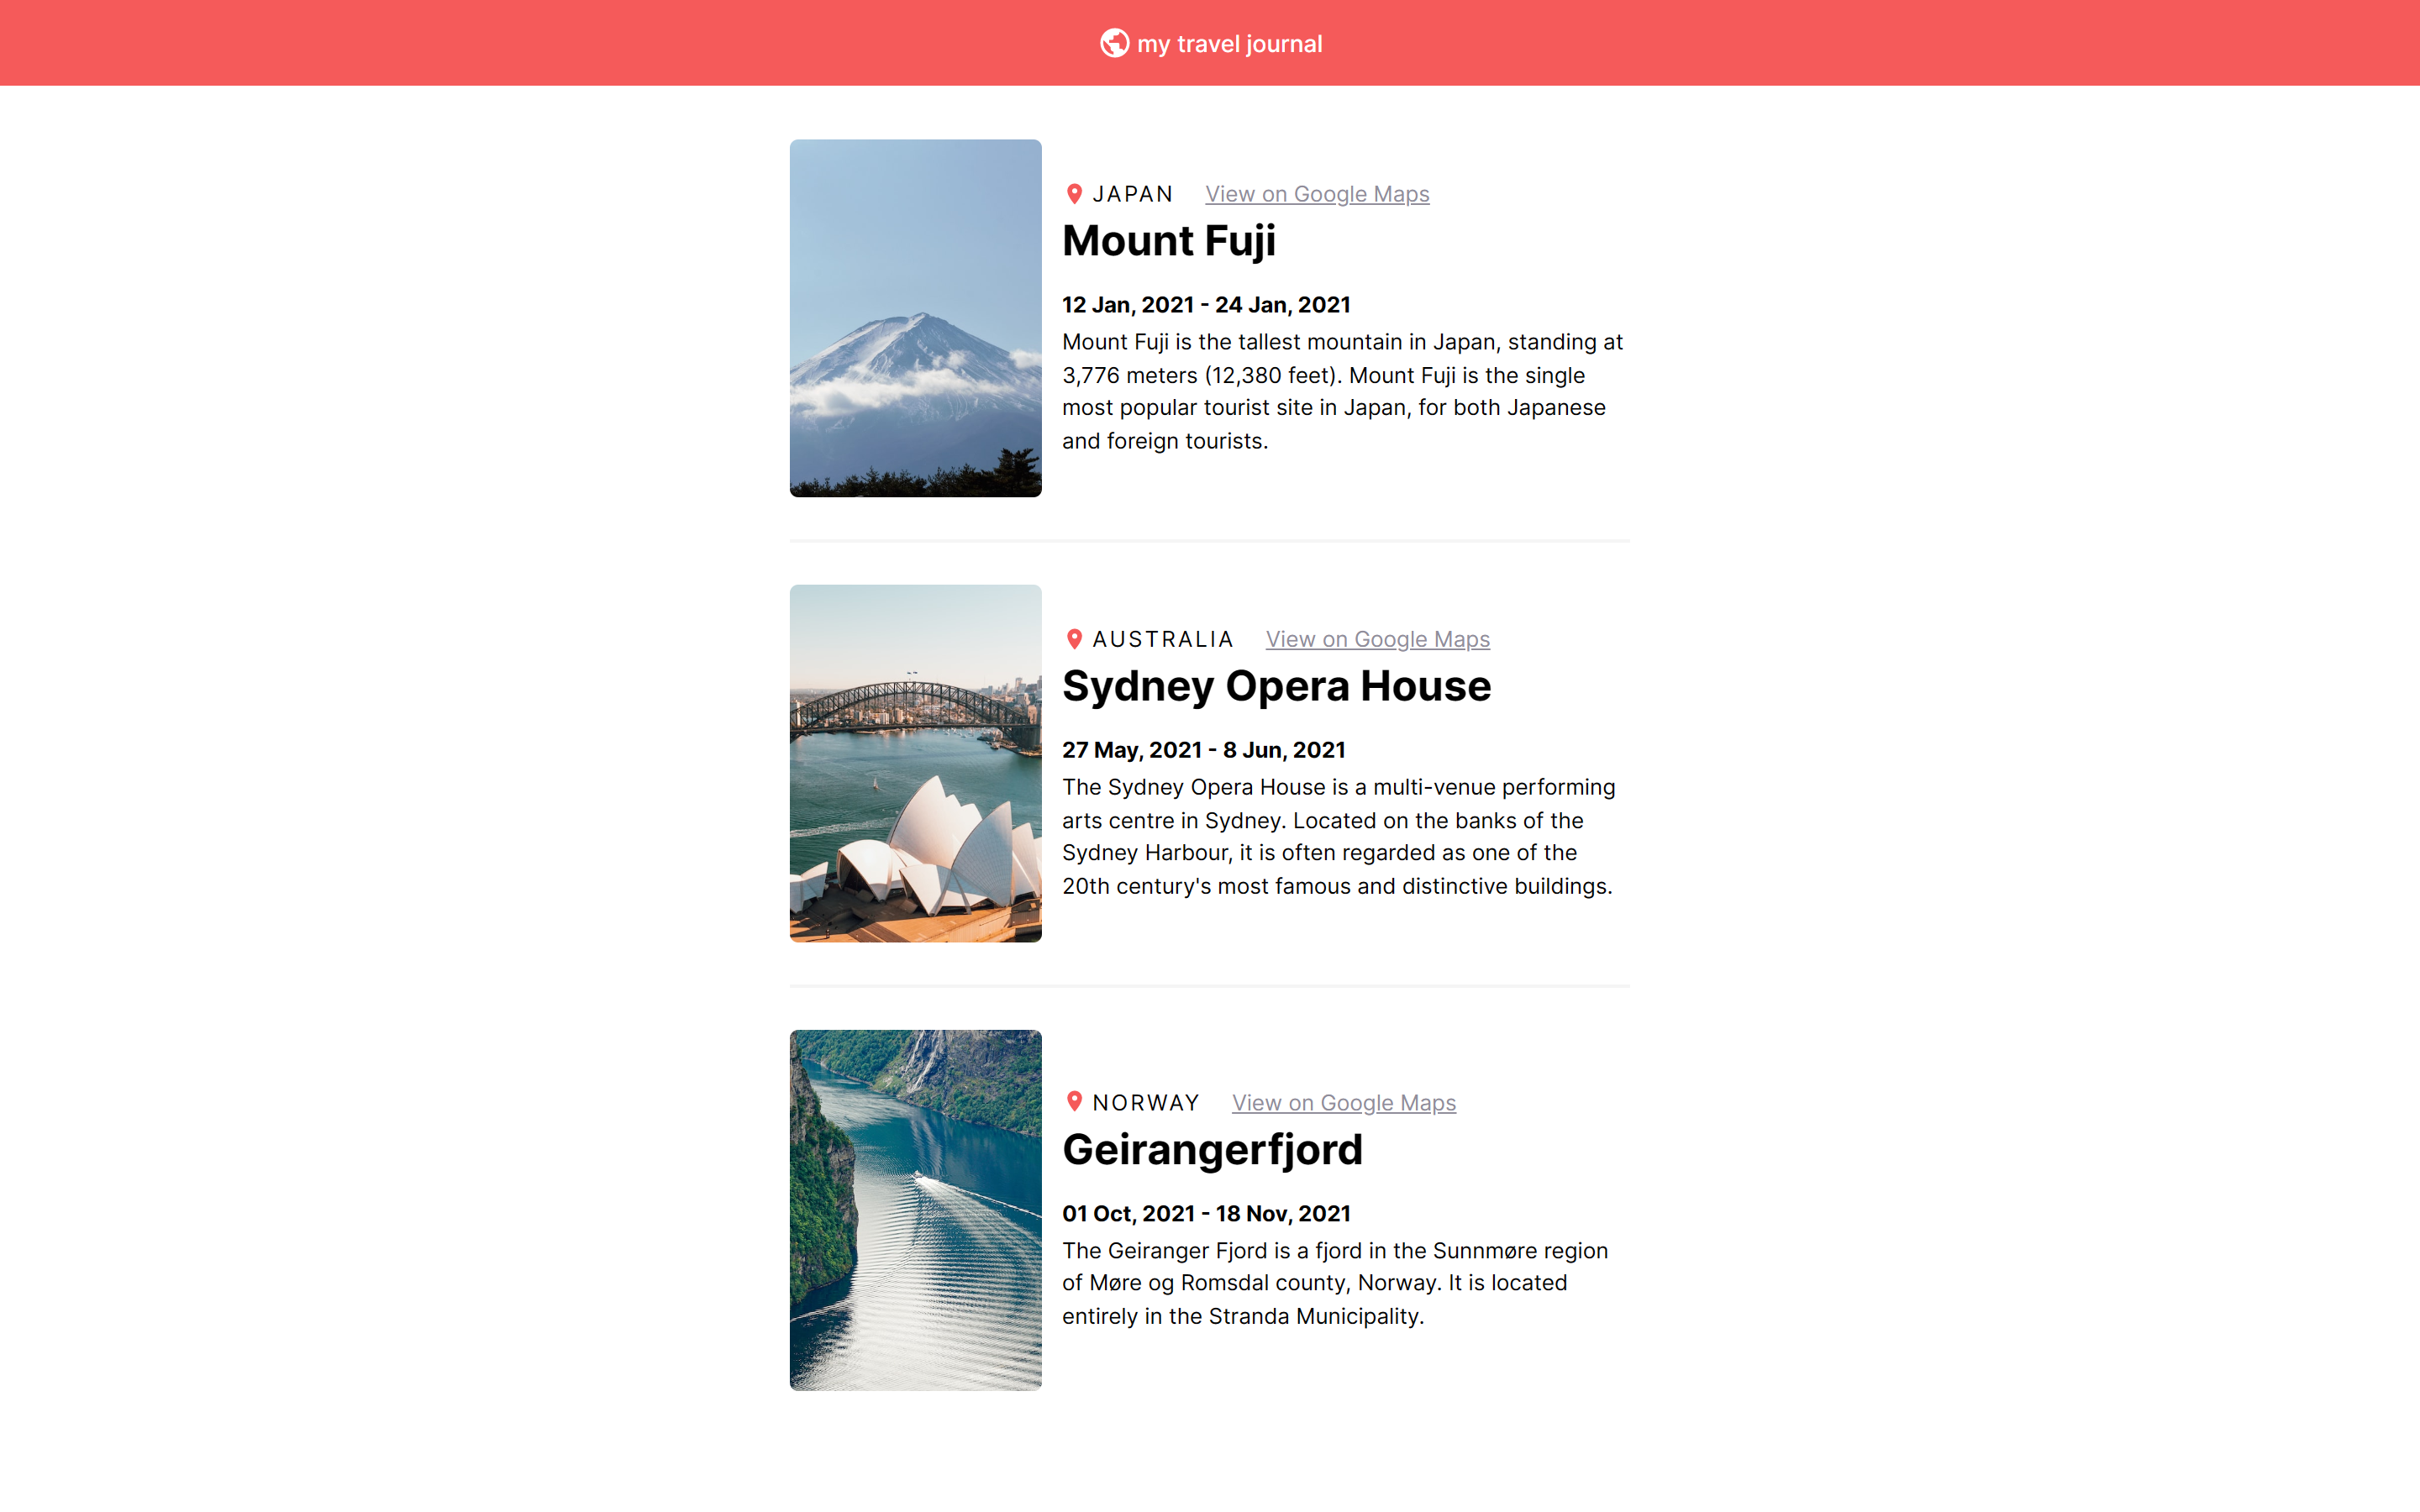 my travel journal
JAPAN View on Google Maps
Mount Fuji
12 Jan, 2021 - 24 Jan, 2021
Mount Fuji is the tallest mountain in Japan, standing at
3,776 meters (12,380 feet). Mount Fuji is the single
most popular tourist site in Japan, for both Japanese
and foreign tourists.
AUSTRALIA View on Google Maps
Sydney Opera House
27 May, 2021 - 8 Jun, 2021
The Sydney Opera House is a multi-venue performing
arts centre in Sydney. Located on the banks of the
Sydney Harbour, it is often regarded as one of the
20th century's most famous and distinctive buildings.
NORWAY View on Google Maps
Geirangerfjord
01 Oct, 2021 - 18 Nov, 2021
The Geiranger Fjord is a fjord in the Sunnmøre region
of Møre og Romsdal county, Norway. It is located
entirely in the Stranda Municipality.